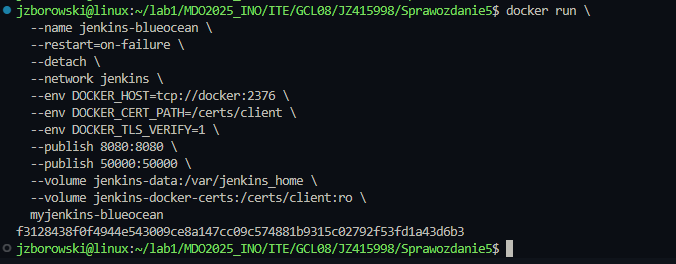 jzborowski@linux:~/lab1/MDO2025_INO/ITE/GCL08/JZ415998/Sprawozdanie5$ docker run \
--name jenkins-blueocean \
--restart=on-failure \
--detach \
--network jenkins \
--env DOCKER_HOST=tcp://docker:2376 \
--env DOCKER_CERT_PATH=/certs/client \
--env DOCKER_TLS_VERIFY=1 \
--publish 8080:8080 \
--publish 50000:50000 \
--volume jenkins-data:/var/jenkins_home \
--volume jenkins-docker-certs:/certs/client:ro \
myjenkins-blueocean
f3128438f0f4944e543009ce8a147cc09c574881b9315c02792f53fd1a43d6b3
jzborowski@linux:~/lab1/MDO2025_INO/ITE/GCL08/JZ415998/Sprawozdanie5$